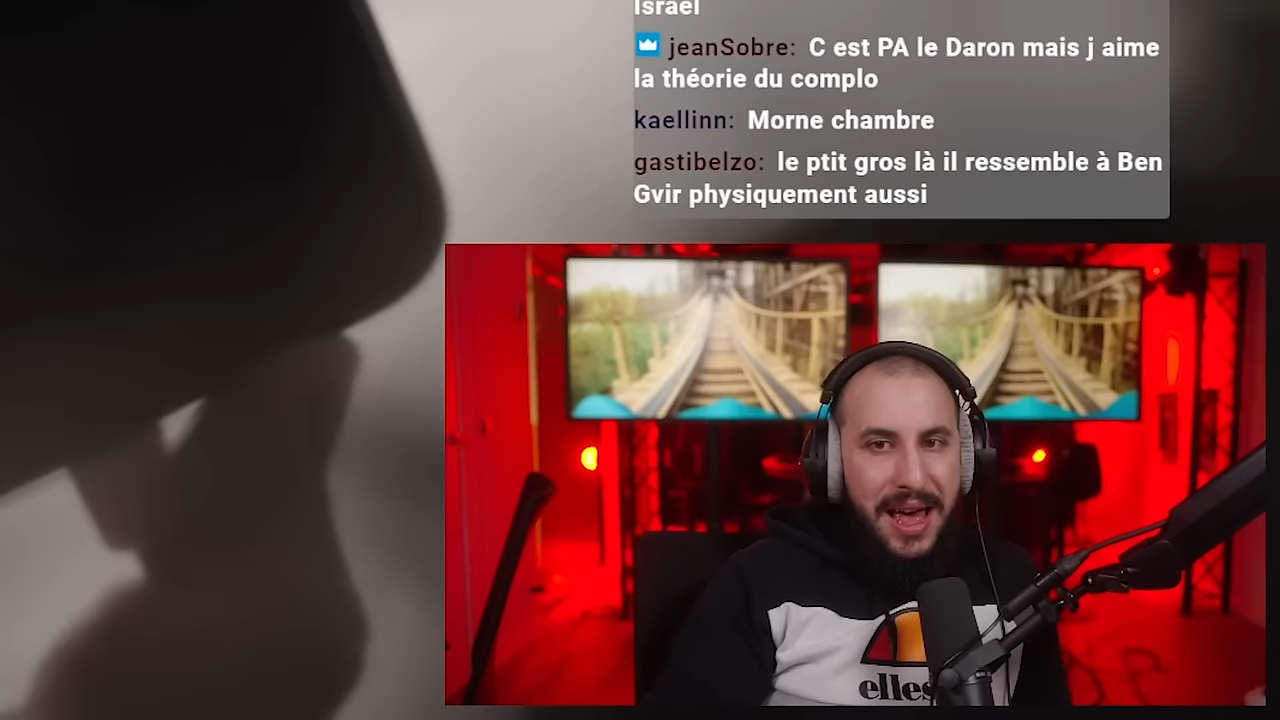 Israel
jeanSobre: C est PA le Daron mais j aime
la théorie du complo
kaellinn: Morne chambre
gastibelzo: le ptit gros là il ressemble à Ben
Gvir physiquement aussi
elles